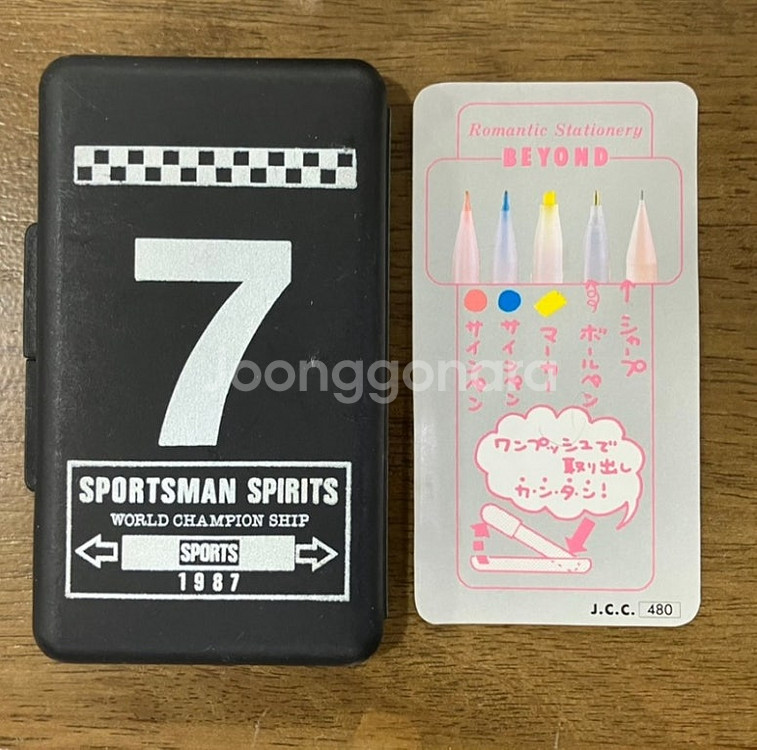 7
SPORTSMAN SPIRITS
WORLD CHAMPION SHIP
SPORTS
1987
Joonggonara
Romantic Stationery
BEYOND
サインペン
サインペン
マーカー
ボールペン
↑シャープ
ワンプッシュで
取り出し
カ・ン・タ・ン!
J.C.C. 480